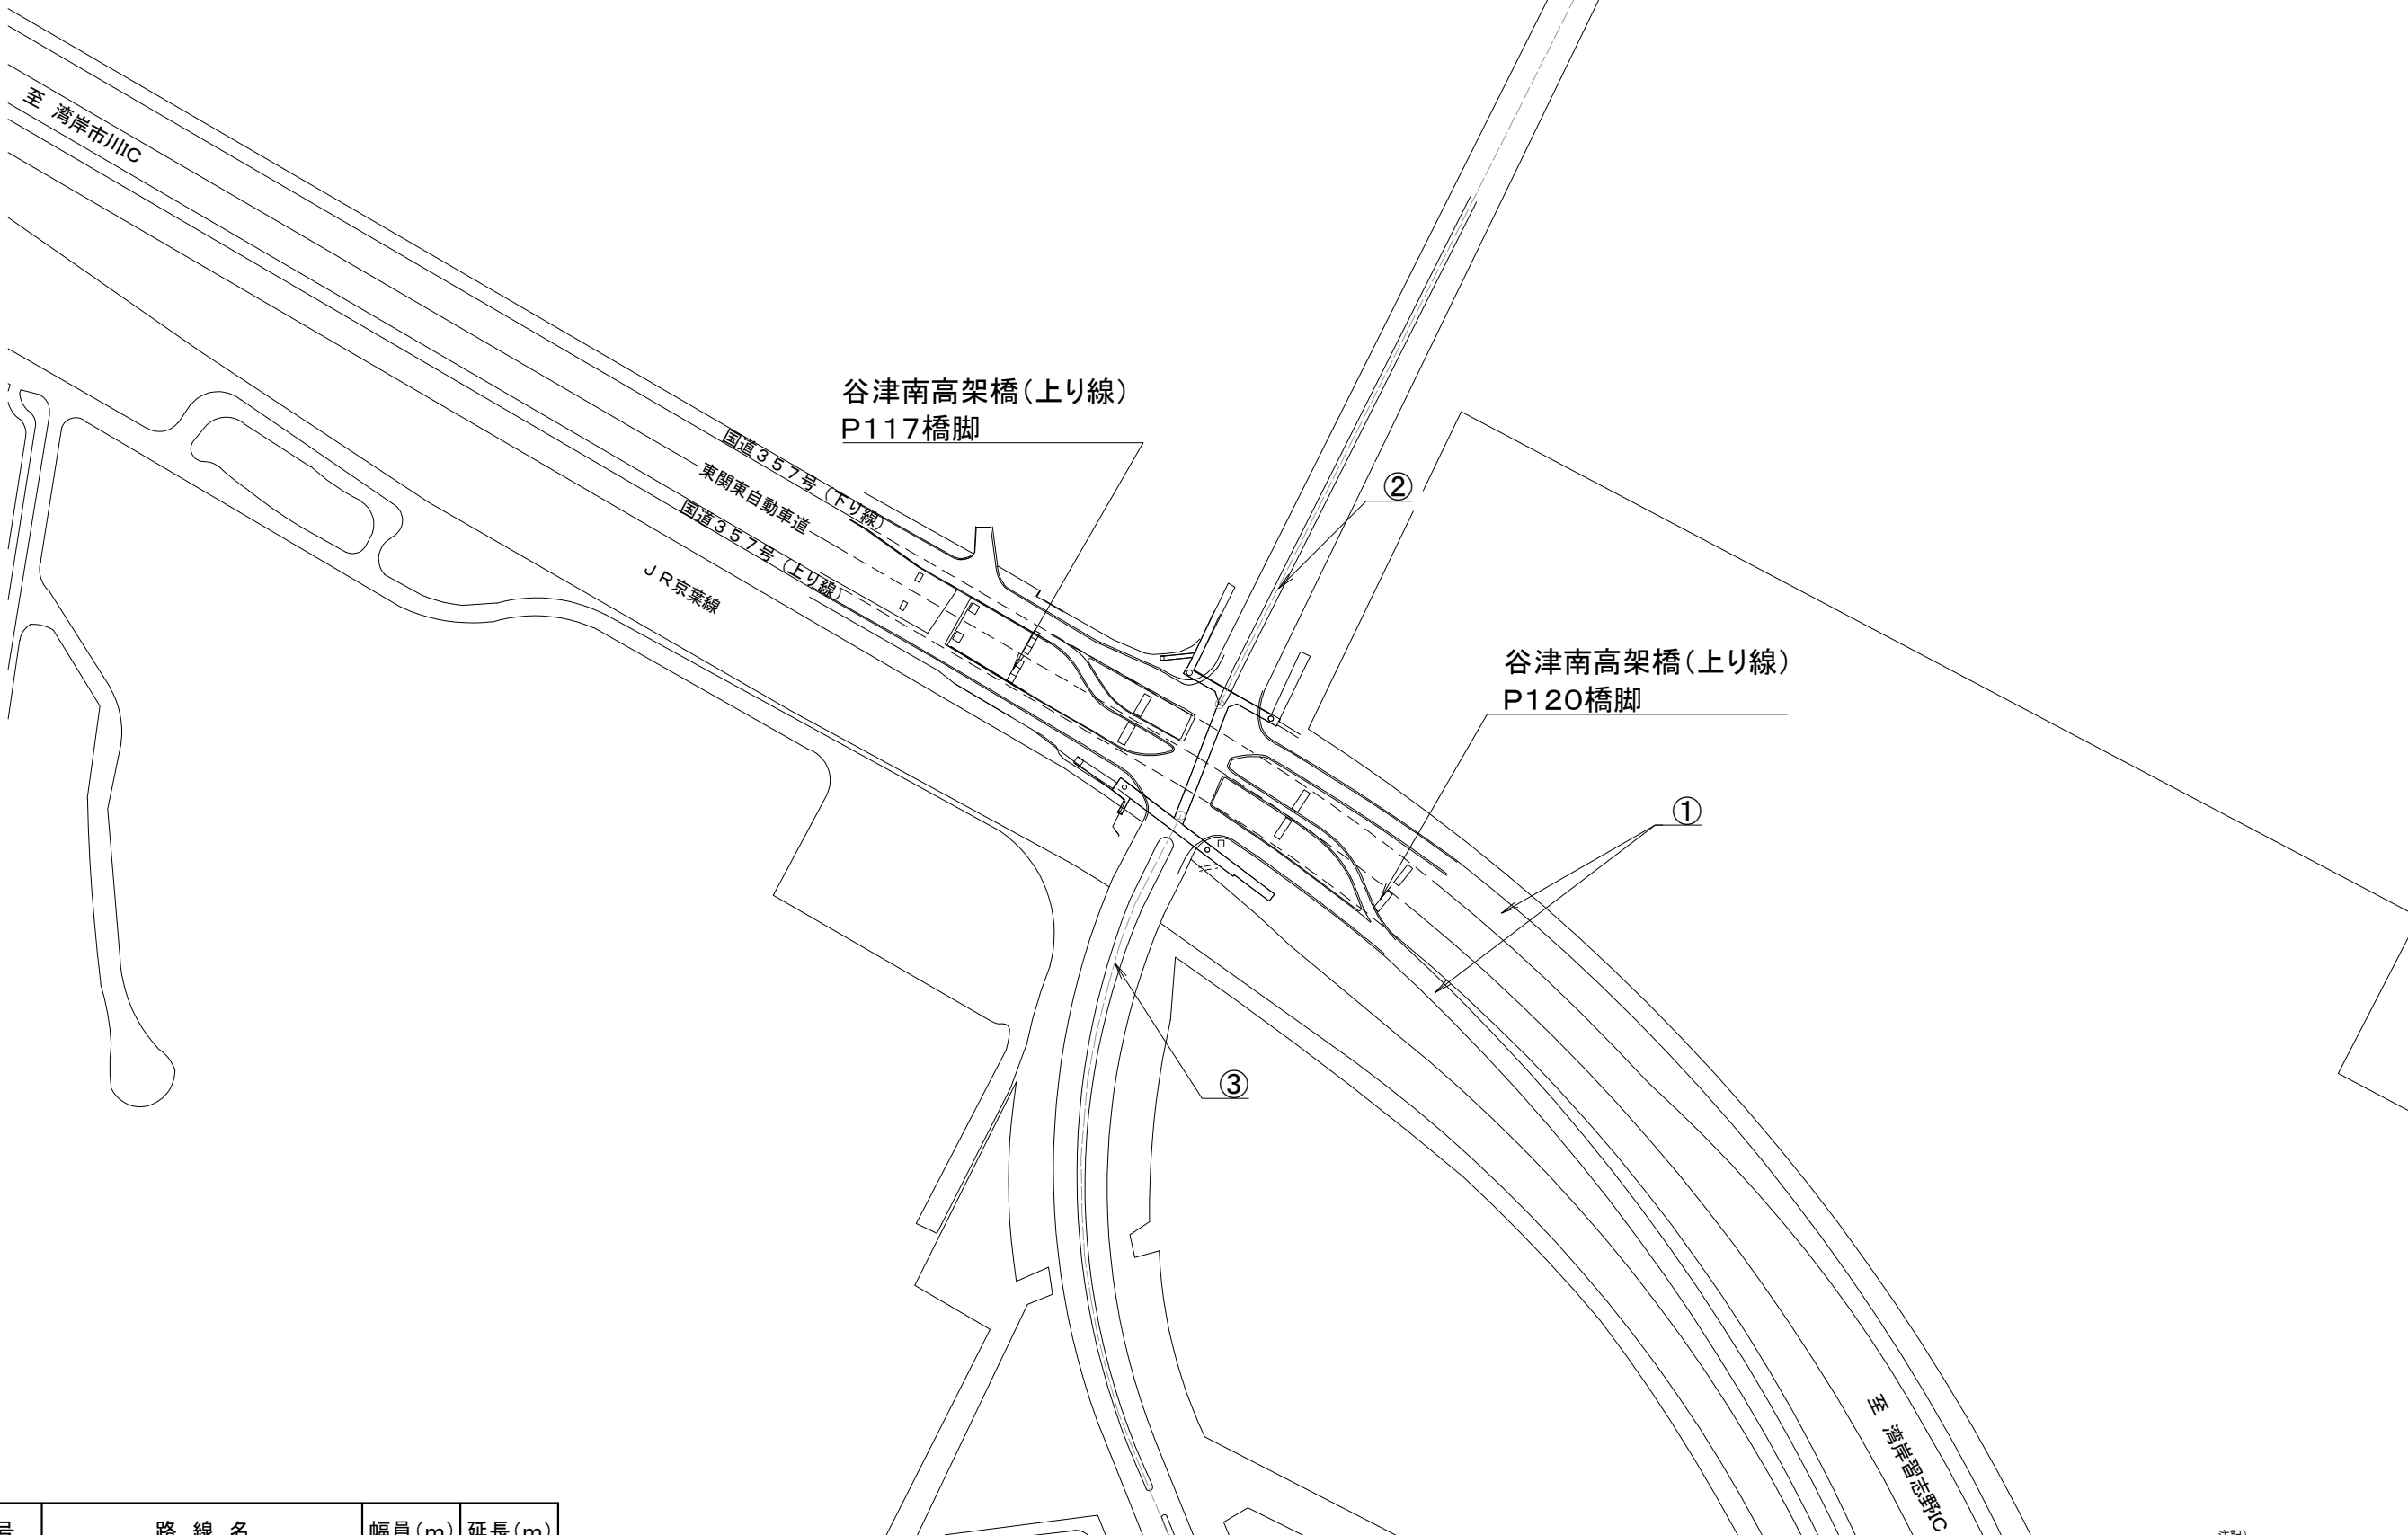 至 湾岸市川IC
谷津南高架橋（上り線）
P117橋脚
国道３５７号（下り線）
東関東自動車道
国道３５７号（上り線）
ＪＲ京葉線
②
谷津南高架橋（上り線）
P120橋脚
①
③
至 湾岸習志野IC
号 路 線 名 幅員(m) 延長(m)
注記）